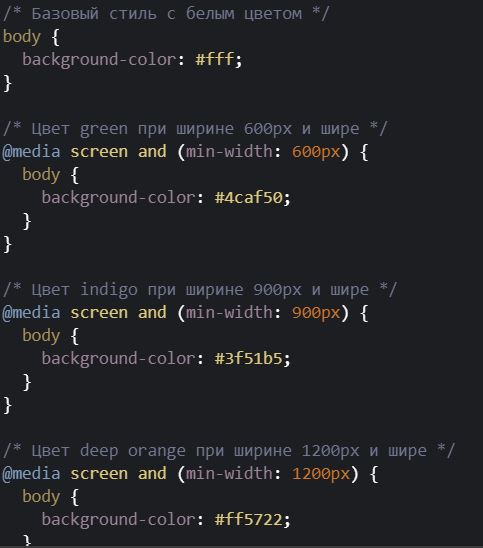 /* Базовый стиль с белым цветом */
body {
  background-color: #fff;
}

/* Цвет green при ширине 600px и шире */
@media screen and (min-width: 600px) {
  body {
    background-color: #4caf50;
  }
}

/* Цвет indigo при ширине 900px и шире */
@media screen and (min-width: 900px) {
  body {
    background-color: #3f51b5;
  }
}

/* Цвет deep orange при ширине 1200px и шире */
@media screen and (min-width: 1200px) {
  body {
    background-color: #ff5722;
  }